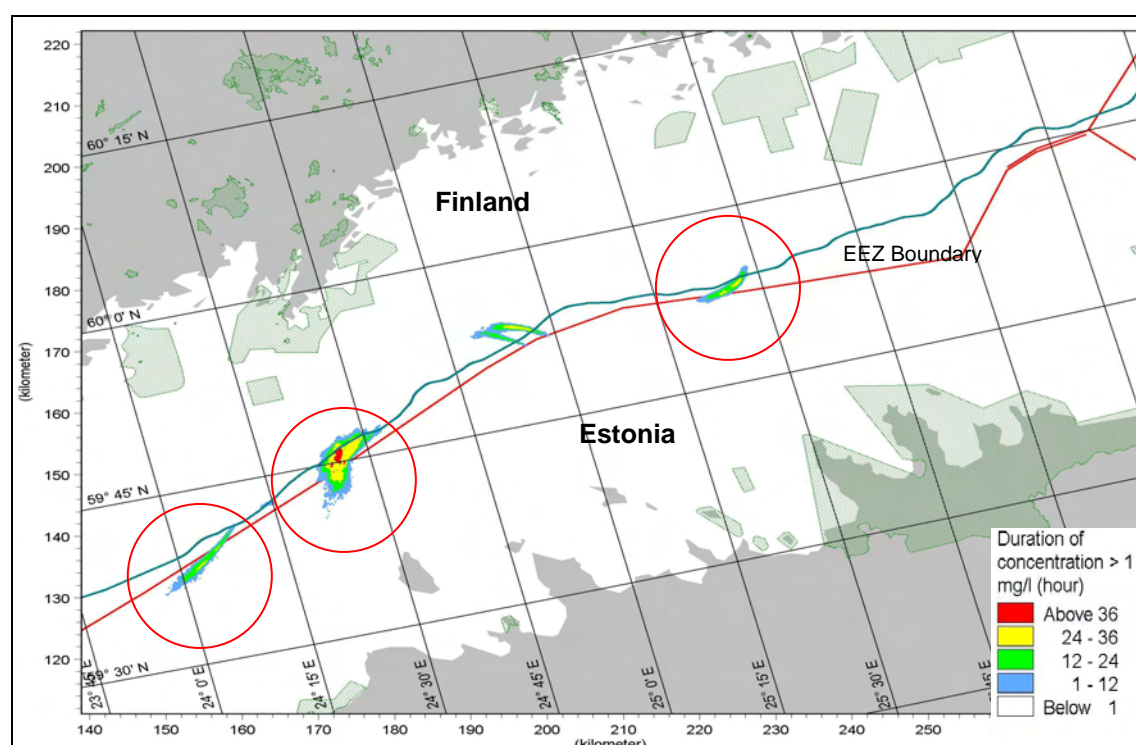 220
210
200
190
180
170
160
150
140
130
120
(kilometer)
60° 15' N
60° 0' N
59° 45' N
59° 30' N
Finland
Estonia
EEZ Boundary
23° 45' E
24° 0' E
24° 15' E
24° 30' E
24° 45' E
25° 0' E
25° 15' E
25° 30' E
Duration of
concentration > 1
mg/l (hour)
Above 36
24 - 36
12 - 24
1 - 12
Below 1
140 150 160 170 180 190 200 210 220 230 240 250
(kilometer)